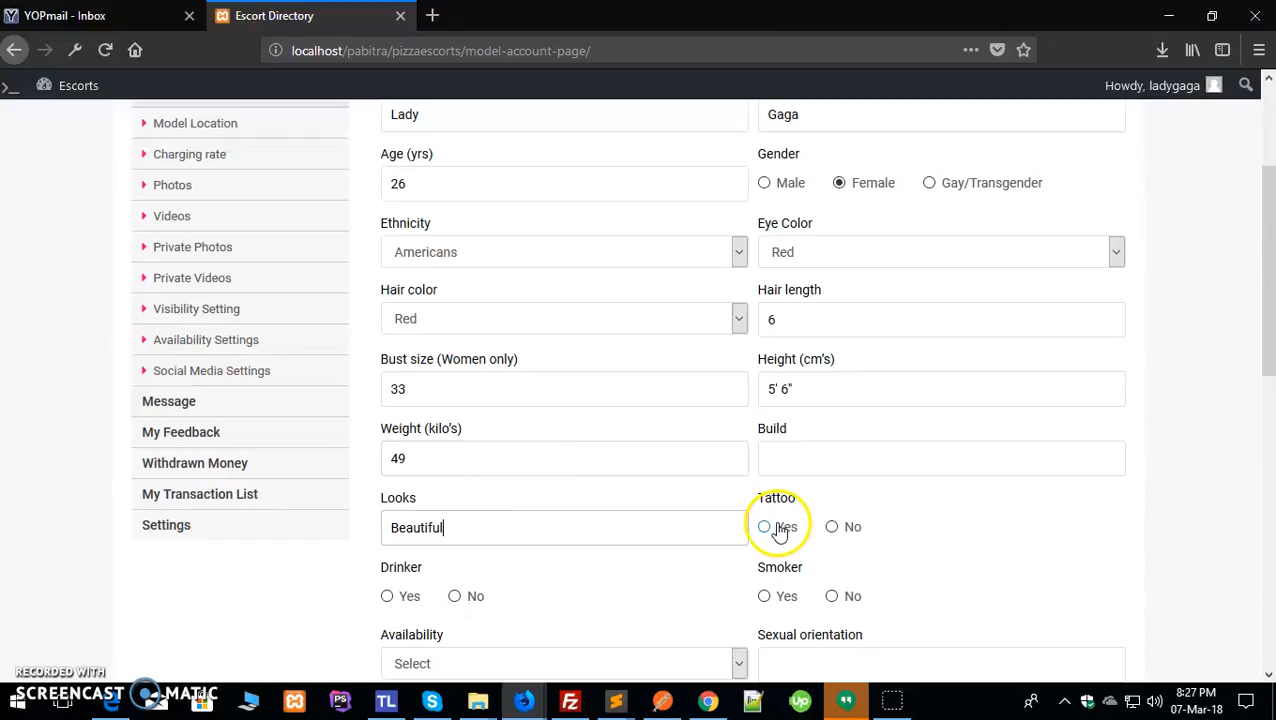 YOPmail - Inbox
Escort Directory
localhost/pabitra/pizzaescorts/model-account-page/
Escorts
Howdy, ladygaga
Model Location
Charging rate
Photos
Videos
Private Photos
Private Videos
Visibility Setting
Availability Settings
Social Media Settings
Message
My Feedback
Withdrawn Money
My Transaction List
Settings
Lady
Gaga
Age (yrs)
Gender
26
Male
Female
Gay/Transgender
Ethnicity
Eye Color
Americans
Red
Hair color
Hair length
Red
6
Bust size (Women only)
Height (cm's)
33
5' 6"
Weight (kilo's)
Build
49
Looks
Tattoo
Beautiful
Yes
No
Drinker
Smoker
Yes
No
Yes
No
Availability
Sexual orientation
Select
RECORDED WITH
SCREENCAST MATIC
8:27 PM
07-Mar-18